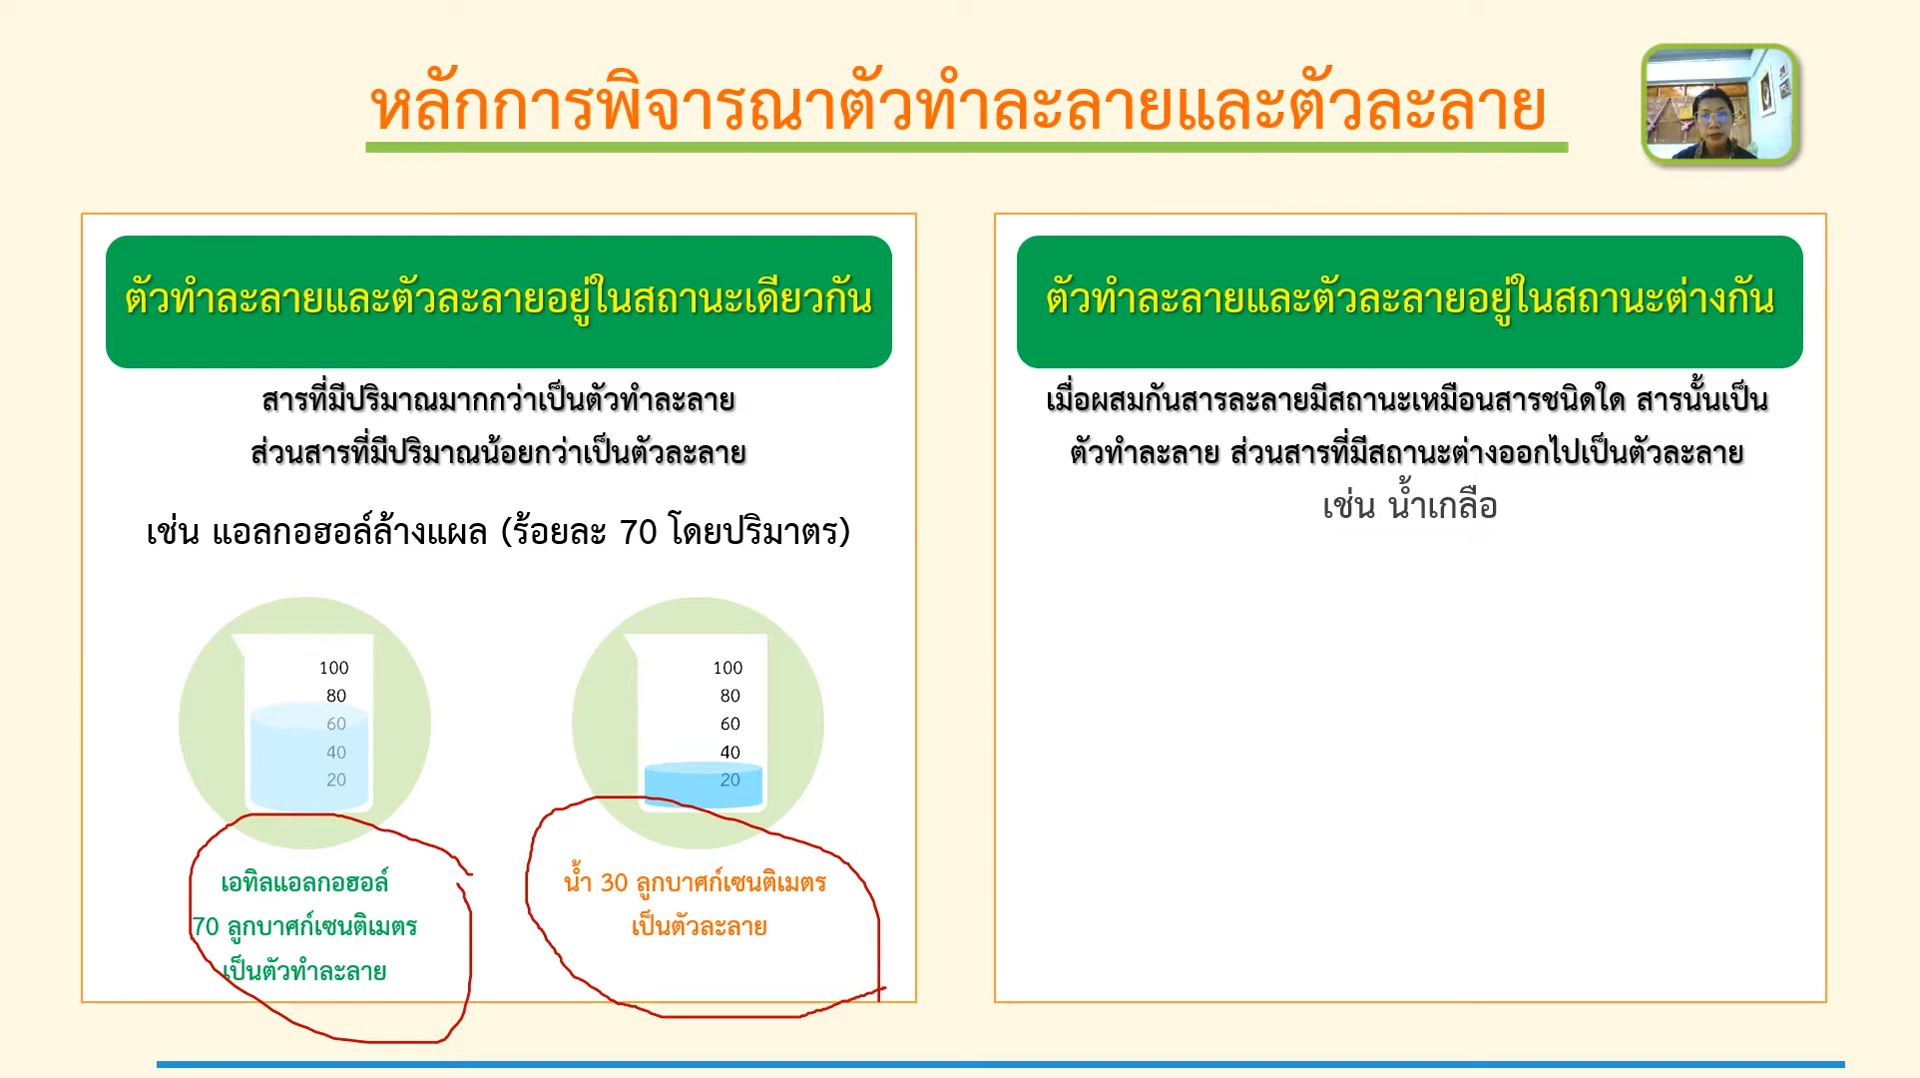 หลักการพิจารณาตัวทำละลายและตัวละลาย
ตัวทำละลายและตัวละลายอยู่ในสถานะเดียวกัน
สารที่มีปริมาณมากกว่าเป็นตัวทำละลาย
ส่วนสารที่มีปริมาณน้อยกว่าเป็นตัวละลาย
เช่น แอลกอฮอล์ล้างแผล (ร้อยละ 70 โดยปริมาตร)
100
80
60
40
20
เอทิลแอลกอฮอล์
70 ลูกบาศก์เซนติเมตร
เป็นตัวทำละลาย
100
80
60
40
20
น้ำ 30 ลูกบาศก์เซนติเมตร
เป็นตัวละลาย
ตัวทำละลายและตัวละลายอยู่ในสถานะต่างกัน
เมื่อผสมกันสารละลายมีสถานะเหมือนสารชนิดใด สารนั้นเป็น
ตัวทำละลาย ส่วนสารที่มีสถานะต่างออกไปเป็นตัวละลาย
เช่น น้ำเกลือ